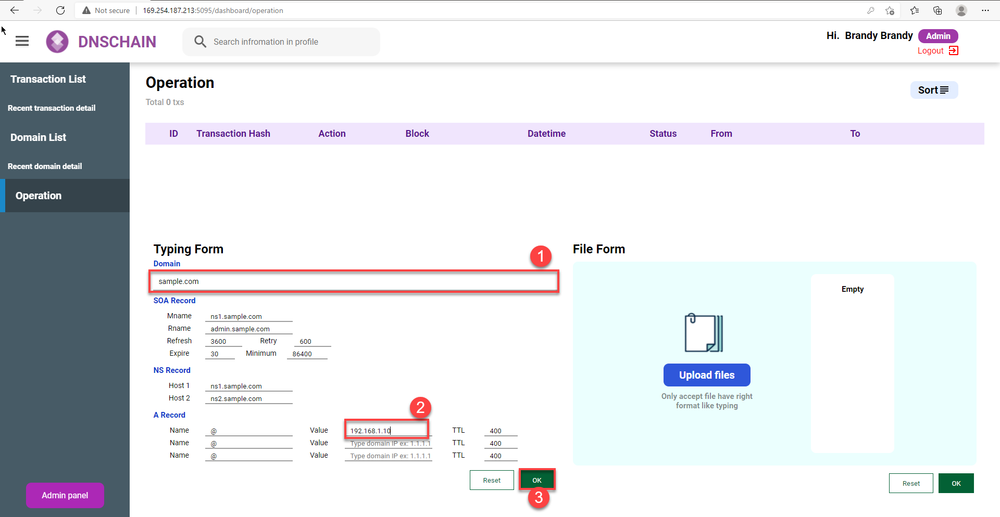 Not secure 169.254.187.213:5095/dashboard/operation
DNSCHAIN
Search infromation in profile
Hi. Brandy Brandy Admin
Logout
Transaction List
Recent transaction detail
Domain List
Recent domain detail
Operation
Admin panel
Operation
Total 0 txs
Sort
ID Transaction Hash Action Block Datetime Status From To
Typing Form
1
Domain
sample.com
SOA Record
Mname ns1.sample.com
Rname admin.sample.com
Refresh 3600 Retry 600
Expire 30 Minimum 86400
NS Record
Host 1 ns1.sample.com
Host 2 ns2.sample.com
2
A Record
Name @ Value 192.168.1.10 TTL 400
Name @ Value Type domain IP ex: 1.1.1.1 TTL 400
Name @ Value Type domain IP ex: 1.1.1.1 TTL 400
Reset OK
3
File Form
Empty
Upload files
Only accept file have right
format like typing
Reset OK